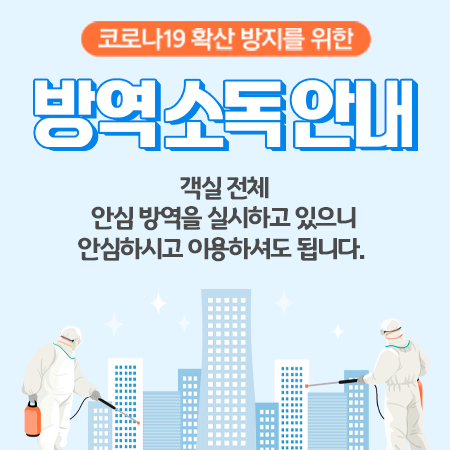 코로나19 확산 방지를 위한
방역 소독 안내
객실 전체
안심 방역을 실시하고 있으니
안심하시고 이용하셔도 됩니다.